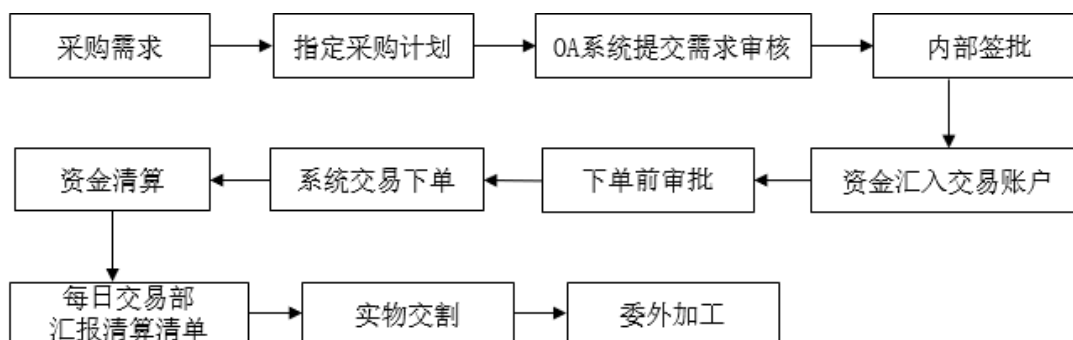 采购需求
指定采购计划
OA系统提交需求审核
内部签批
资金汇入交易账户
下单前审批
系统交易下单
资金清算
每日交易部
汇报清算清单
实物交割
委外加工